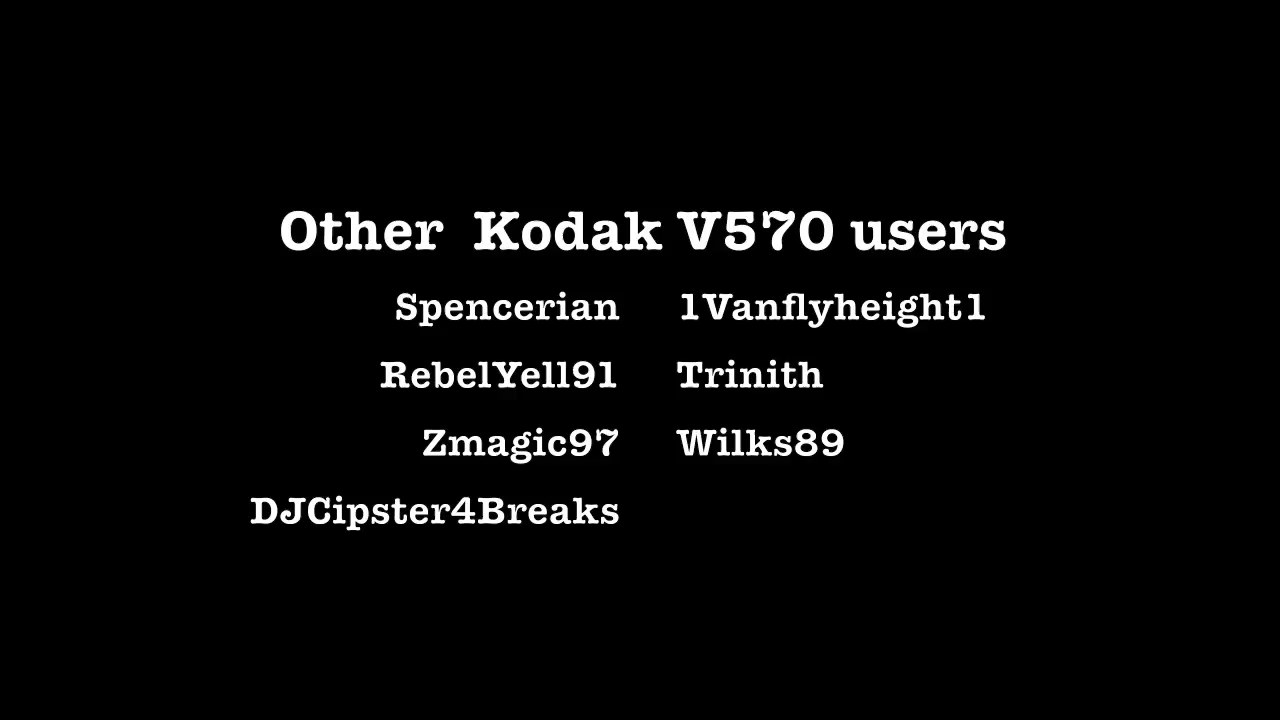 Other  Kodak V570 users
Spencerian 1Vanflyheight1
RebelYell91 Trinith
Zmagic97 Wilks89
DJCipster4Breaks